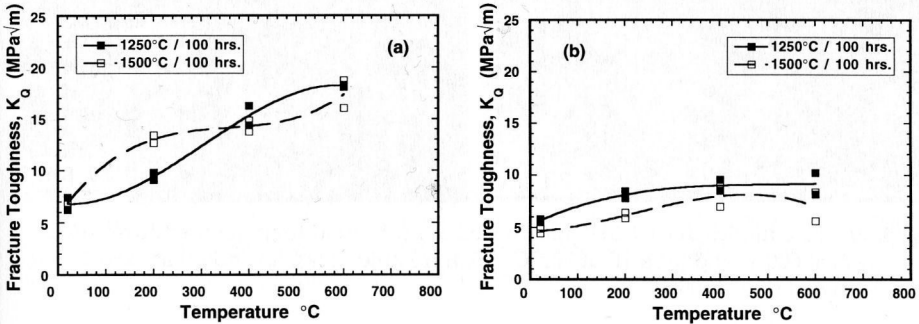 Fracture Toughness, K_Q (MPa√m)
25
20
15
10
5
0
1250°C / 100 hrs.
-1500°C / 100 hrs.
(a)
0 100 200 300 400 500 600 700 800
Temperature °C
Fracture Toughness, K_Q (MPa√m)
25
20
15
10
5
0
(b)
1250°C / 100 hrs.
-1500°C / 100 hrs.
0 100 200 300 400 500 600 700 800
Temperature °C